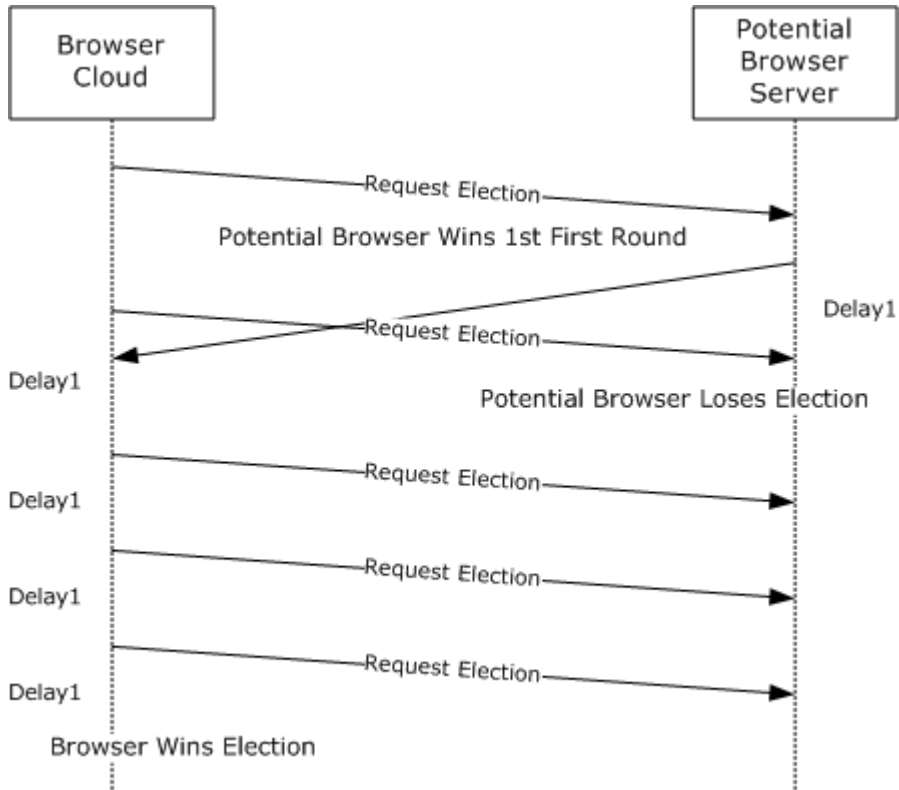 Browser
Cloud
Potential
Browser
Server
Request Election
Potential Browser Wins 1st First Round
Delay1
Request Election
Delay1
Potential Browser Loses Election
Request Election
Delay1
Request Election
Delay1
Request Election
Delay1
Browser Wins Election